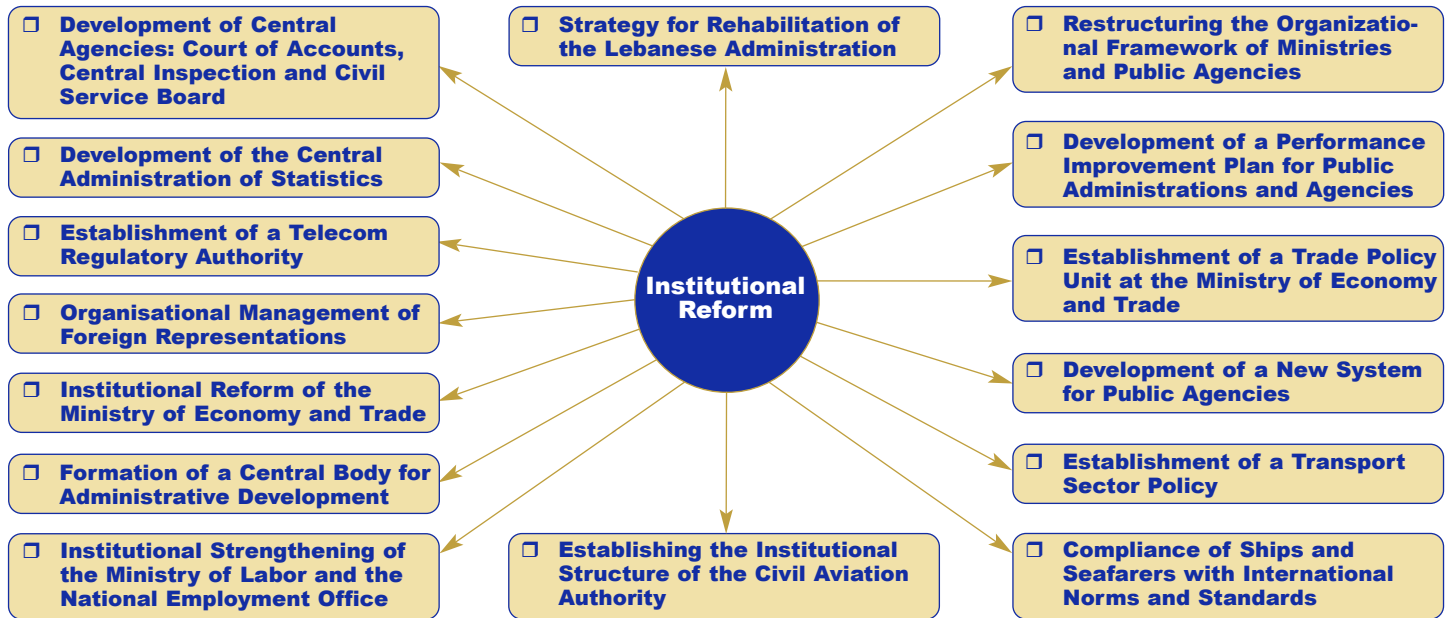 ❒ Development of Central
Agencies: Court of Accounts,
Central Inspection and Civil
Service Board
❒ Development of the Central
Administration of Statistics
❒ Establishment of a Telecom
Regulatory Authority
❒ Organisational Management of
Foreign Representations
❒ Institutional Reform of the
Ministry of Economy and Trade
❒ Formation of a Central Body for
Administrative Development
❒ Institutional Strengthening of
the Ministry of Labor and the
National Employment Office
❒ Strategy for Rehabilitation of
the Lebanese Administration
Institutional
Reform
❒ Establishing the Institutional
Structure of the Civil Aviation
Authority
❒ Restructuring the Organizatio-
nal Framework of Ministries
and Public Agencies
❒ Development of a Performance
Improvement Plan for Public
Administrations and Agencies
❒ Establishment of a Trade Policy
Unit at the Ministry of Economy
and Trade
❒ Development of a New System
for Public Agencies
❒ Establishment of a Transport
Sector Policy
❒ Compliance of Ships and
Seafarers with International
Norms and Standards